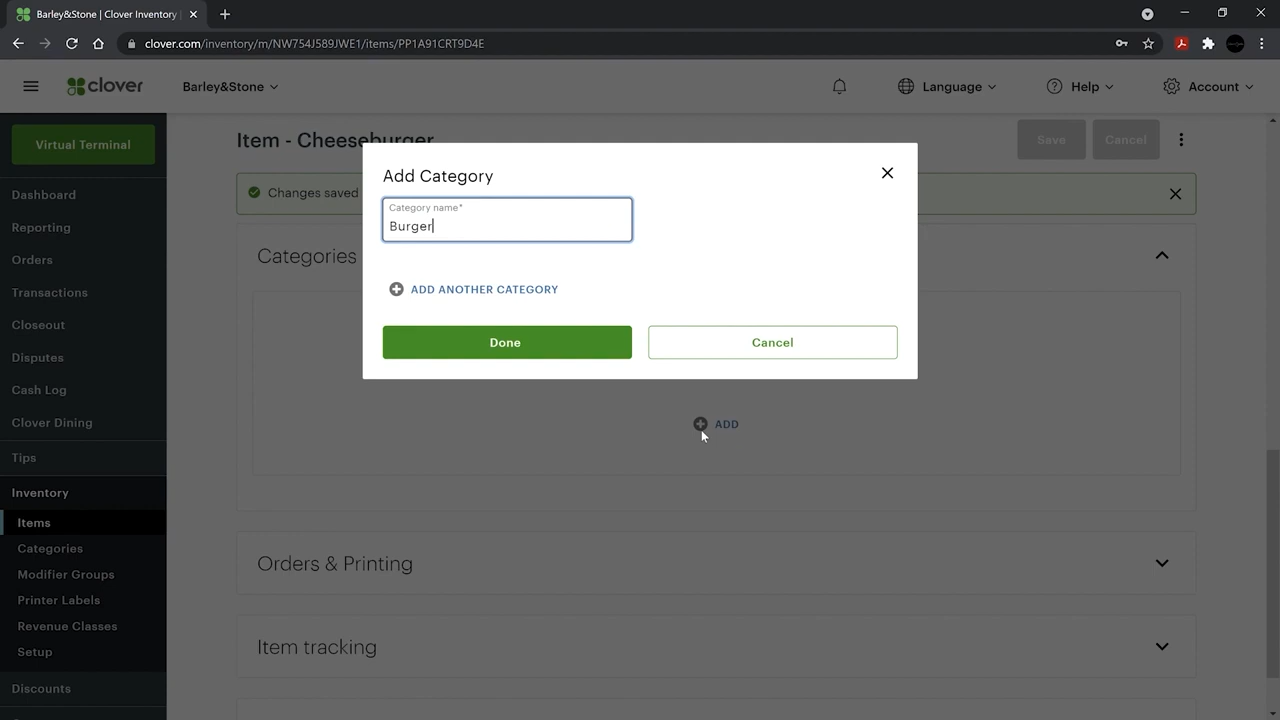 Barley&Stone | Clover Inventory |
clover.com/inventory/m/NW754J589JWE1/items/PP1A91CRT9D4E
clover
Barley&Stone
Language
Help
Account
Virtual Terminal
Dashboard
Reporting
Orders
Transactions
Closeout
Disputes
Cash Log
Clover Dining
Tips
Inventory
Items
Categories
Modifier Groups
Printer Labels
Revenue Classes
Setup
Discounts
Item - Cheeseburger
Save
Cancel
Changes saved
Add Category
Category name*
Burger
ADD ANOTHER CATEGORY
Done
Cancel
Categories
ADD
Orders & Printing
Item tracking